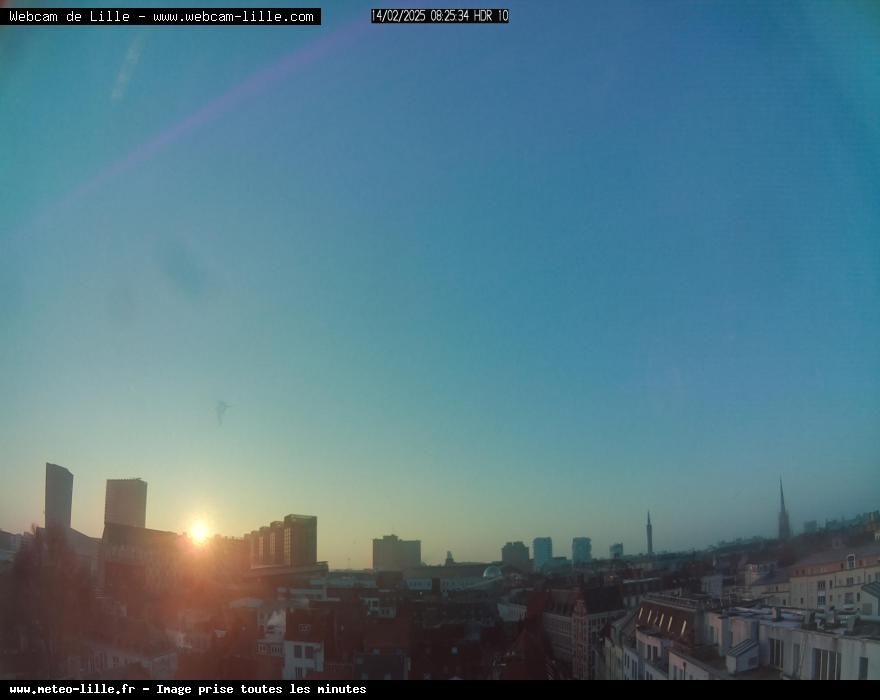 Webcam de Lille - www.webcam-lille.com
14/02/2025 08:25:34 HDR 10
www.meteo-lille.fr - Image prise toutes les minutes